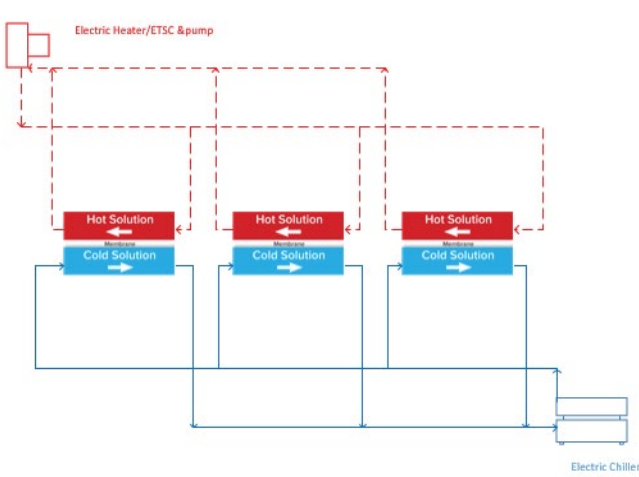 Electric Heater/ETSC &pump
Hot Solution
Membrane
Cold Solution
Hot Solution
Membrane
Cold Solution
Hot Solution
Membrane
Cold Solution
Electric Chiller